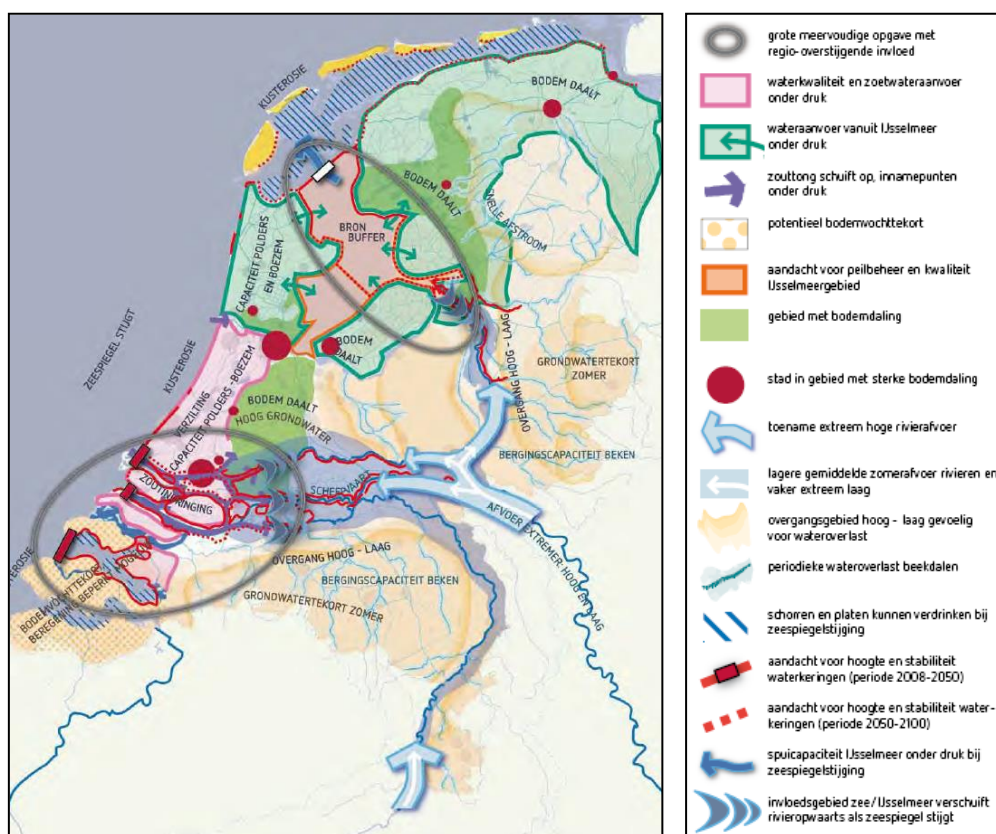 KUSTEROSIE
BODEM DAALT
BODEM DAALT
SNELLE AFSTROOM
BRON
BUFFER
CAPACITEIT POLDERS
EN BOEZEM
ZEESPIEGEL STIJGT
KUSTEROSIE
BODEM
DAALT
OVERGANG HOOG - LAAG
GRONDWATERTEKORT
ZOMER
VERZILTING
CAPACITEIT POLDERS - BOEZEM
BODEM DAALT
HOOG GRONDWATER
BERGINGSCAPACITEIT BEKEN
SCHEEPVAART
ZOUTINDRINGING
AFVOER EXTREMER: HOOG EN LAAG
TEROSIE
BODEMVOCHTTEKORT
BEREGENING BEPERKT MOGELIJK
OVERGANG HOOG - LAAG
BERGINGSCAPACITEIT BEKEN
GRONDWATERTEKORT ZOMER
grote meervoudige opgave met
regio-overstijgende invloed
waterkwaliteit en zoetwateraanvoer
onder druk
wateraanvoer vanuit IJsselmeer
onder druk
zouttong schuift op, innamepunten
onder druk
potentieel bodemvochttekort
aandacht voor peilbeheer en kwaliteit
IJsselmeergebied
gebied met bodemdaling
stad in gebied met sterke bodemdaling
toename extreem hoge rivierafvoer
lagere gemiddelde zomerafvoer rivieren en
vaker extreem laag
overgangsgebied hoog - laag gevoelig
voor wateroverlast
periodieke wateroverlast beekdalen
schorren en platen kunnen verdrinken bij
zeespiegelstijging
aandacht voor hoogte en stabiliteit
waterkeringen (periode 2008-2050)
aandacht voor hoogte en stabiliteit water-
keringen (periode 2050-2100)
spuicapaciteit IJsselmeer onder druk bij
zeespiegelstijging
invloedsgebied zee/IJsselmeer verschuift
rivieropwaarts als zeespiegel stijgt